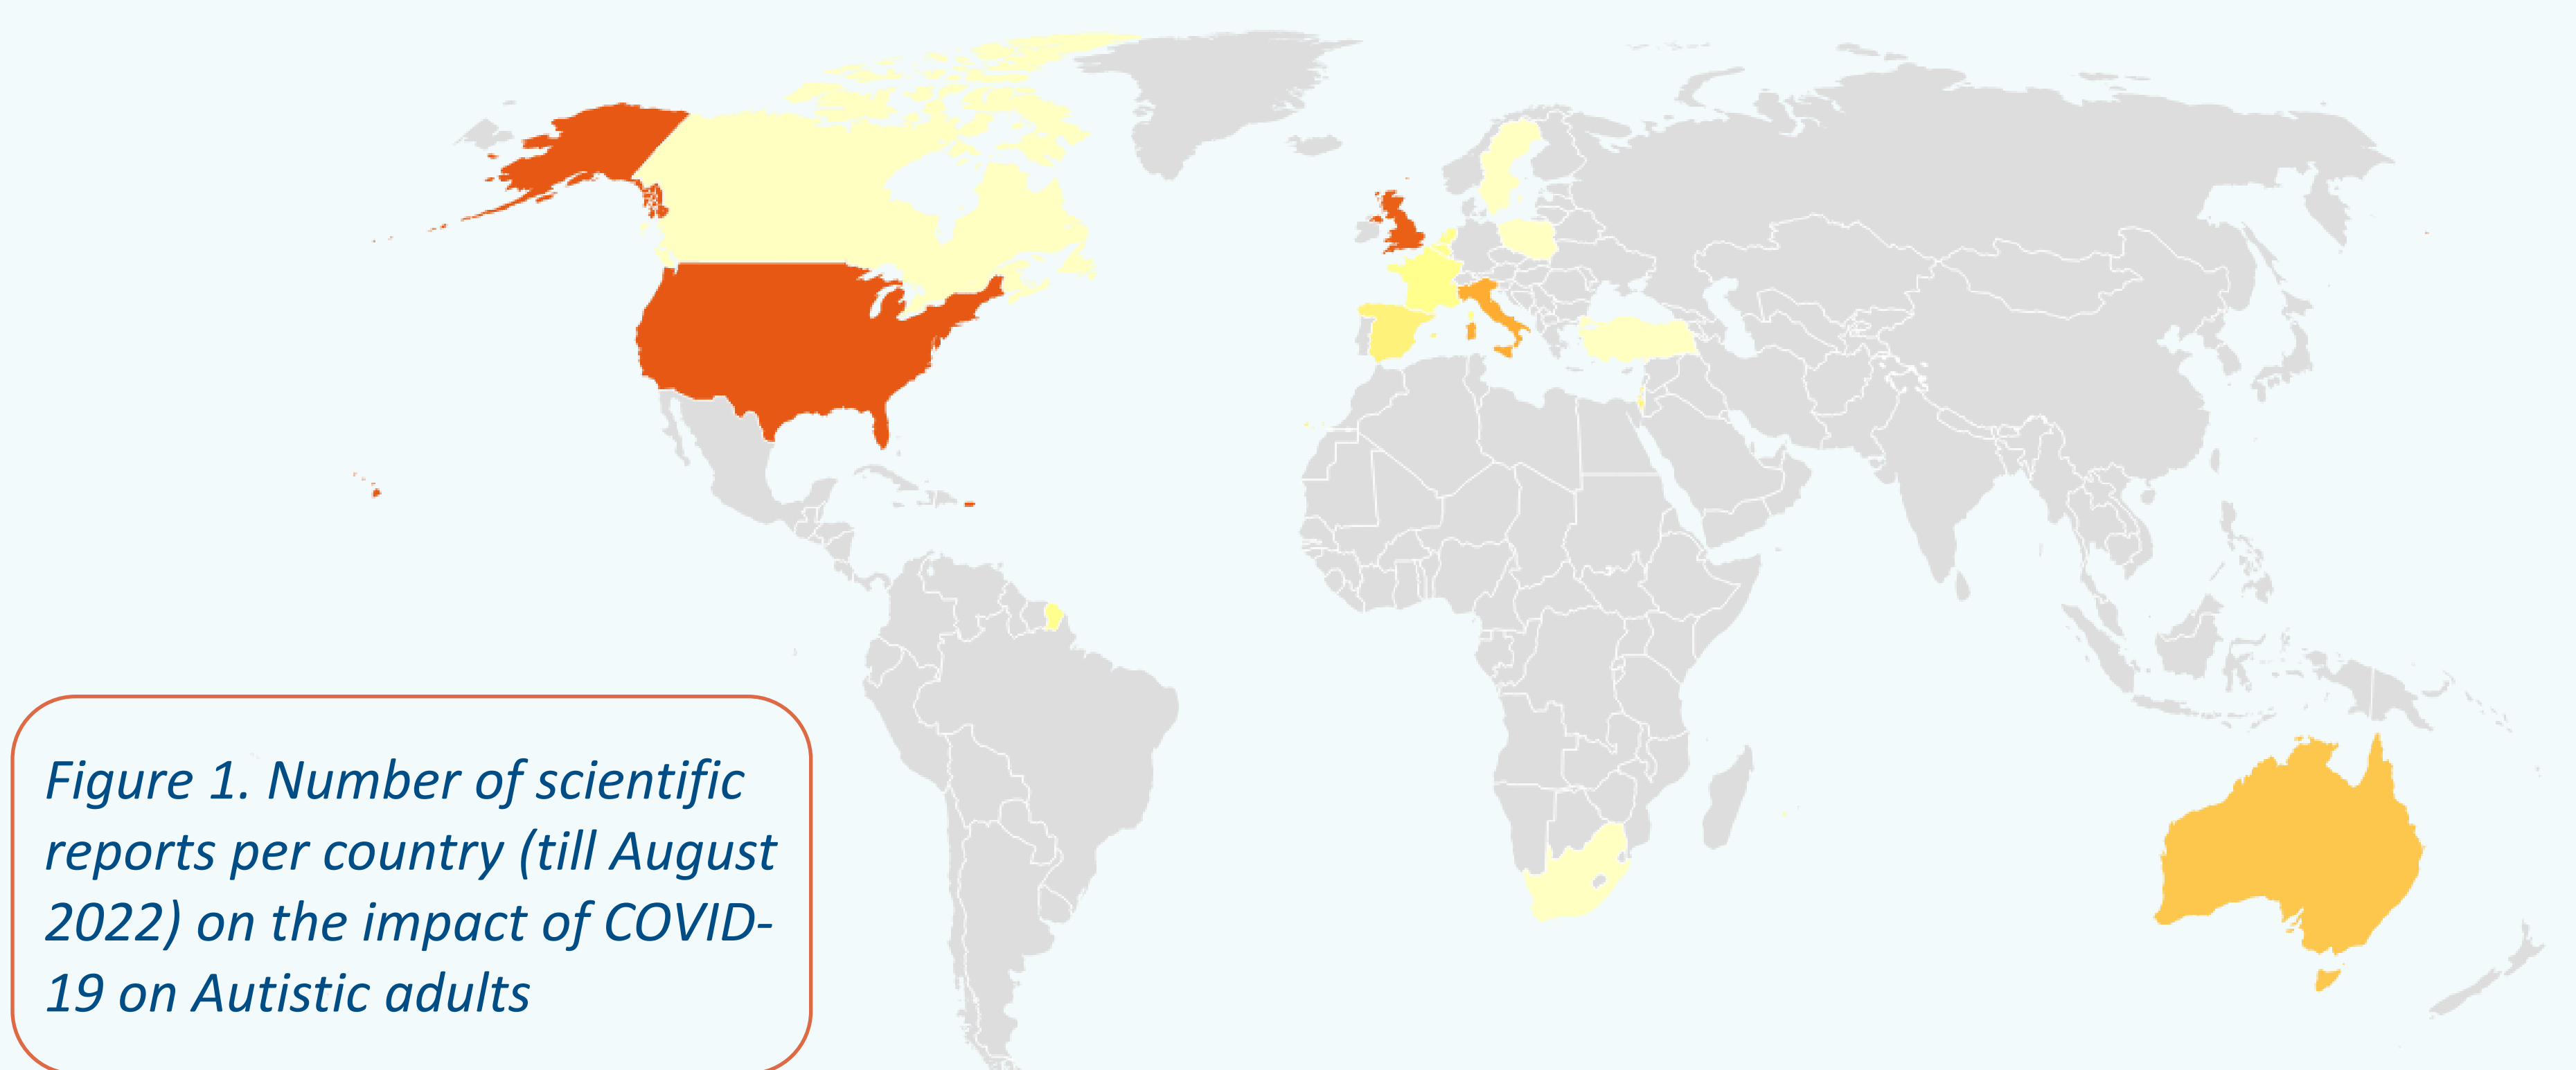 Figure 1. Number of scientific
reports per country (till August
2022) on the impact of COVID-
19 on Autistic adults